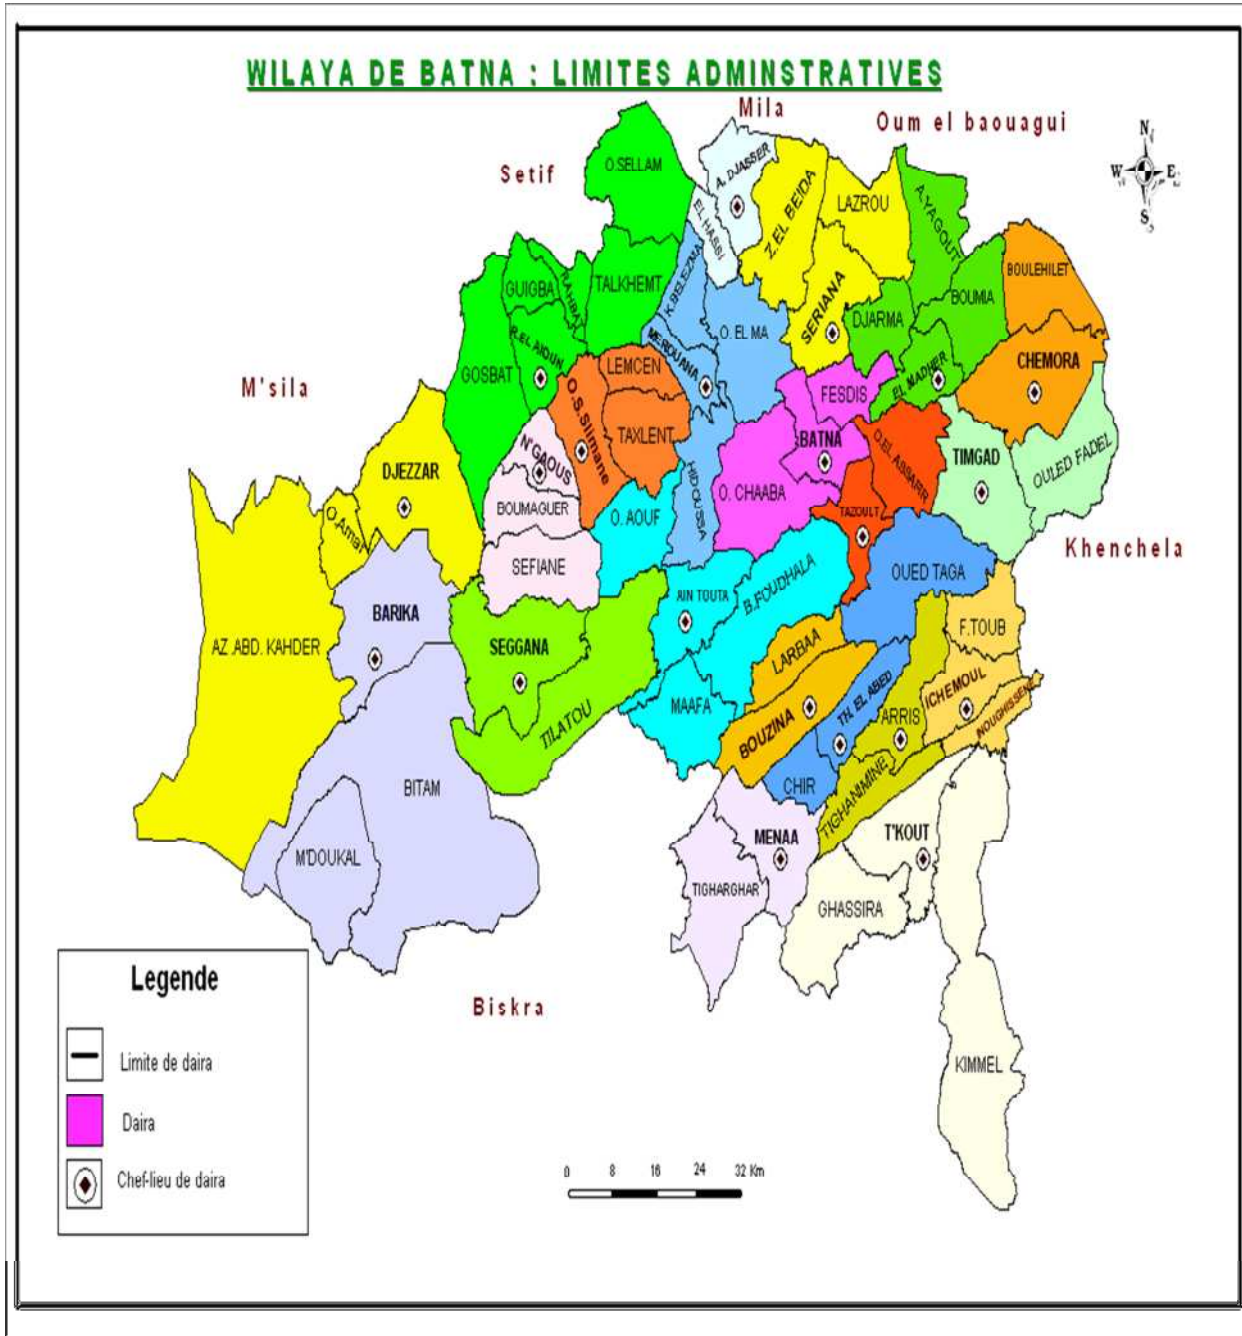 WILAYA DE BATNA : LIMITES ADMINSTRATIVES
Mila
Oum el baouagui
Setif
M'sila
Khenchela
Biskra
N
W
E
S
O.SELLAM
A. DJASSER
EL HASSI
Z.EL BEIDA
LAZROU
A.YAGOUT
BOULEHILET
GUIGBA
RAHBAT
TALKHEMT
K.BELEZMA
SERIANA
DJARMA
BOUMIA
GOSBAT
R.EL AIOUN
MEROUANA
O. EL MA
CHEMORA
LEMCEN
FESDIS
EL MADHER
O.S.Slimane
TAXLENT
BATNA
O.EL ASSAFIR
TIMGAD
OULED FADEL
DJEZZAR
N'GAOUS
O. CHAABA
O.Amar
BOUMAGUER
O. AOUF
HIDOUSSA
TAZOULT
SEFIANE
OUED TAGA
BARIKA
AIN TOUTA
B.FOUDHALA
AZ .ABD. KAHDER
SEGGANA
LARBAA
F.TOUB
TILATOU
MAAFA
BOUZINA
TH. EL ABED
ARRIS
ICHEMOUL
INOUGHISSENE
BITAM
CHIR
TIGHANIMINE
M'DOUKAL
MENAA
T'KOUT
TIGHARGHAR
GHASSIRA
KIMMEL
Legende
Limite de daira
Daira
Chef-lieu de daira
0 8 16 24 32 Km